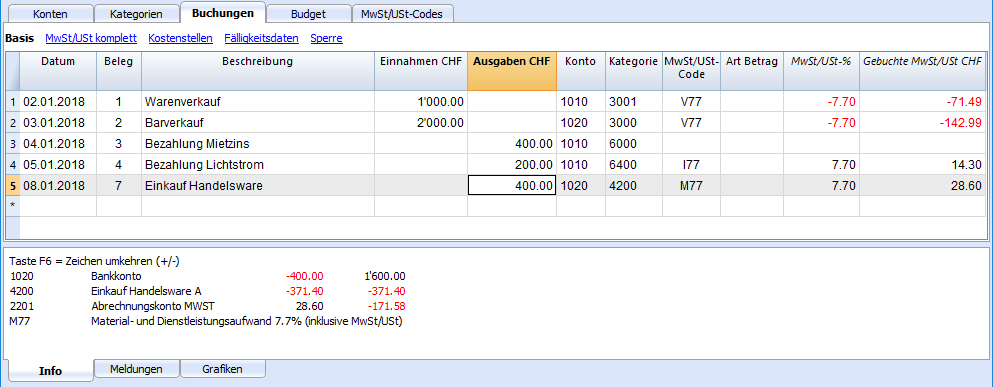 Konten Kategorien Buchungen Budget MwSt/USt-Codes
Basis MwSt/USt komplett Kostenstellen Fälligkeitsdaten Sperre
Datum Beleg Beschreibung Einnahmen CHF Ausgaben CHF Konto Kategorie MwSt/USt-Code Art Betrag MwSt/USt-% Gebuchte MwSt/USt CHF
1 02.01.2018 1 Warenverkauf 1'000.00 1010 3001 V77 -7.70 -71.49
2 03.01.2018 2 Barverkauf 2'000.00 1020 3000 V77 -7.70 -142.99
3 04.01.2018 3 Bezahlung Mietzins 400.00 1010 6000
4 05.01.2018 4 Bezahlung Lichtstrom 200.00 1010 6400 I77 7.70 14.30
5 08.01.2018 7 Einkauf Handelsware 400.00 1020 4200 M77 7.70 28.60
*
Taste F6 = Zeichen umkehren (+/-)
1020 Bankkonto -400.00 1'600.00
4200 Einkauf Handelsware A -371.40 -371.40
2201 Abrechnungskonto MWST 28.60 -171.58
M77 Material- und Dienstleistungsaufwand 7.7% (inklusive MwSt/USt)
Info Meldungen Grafiken